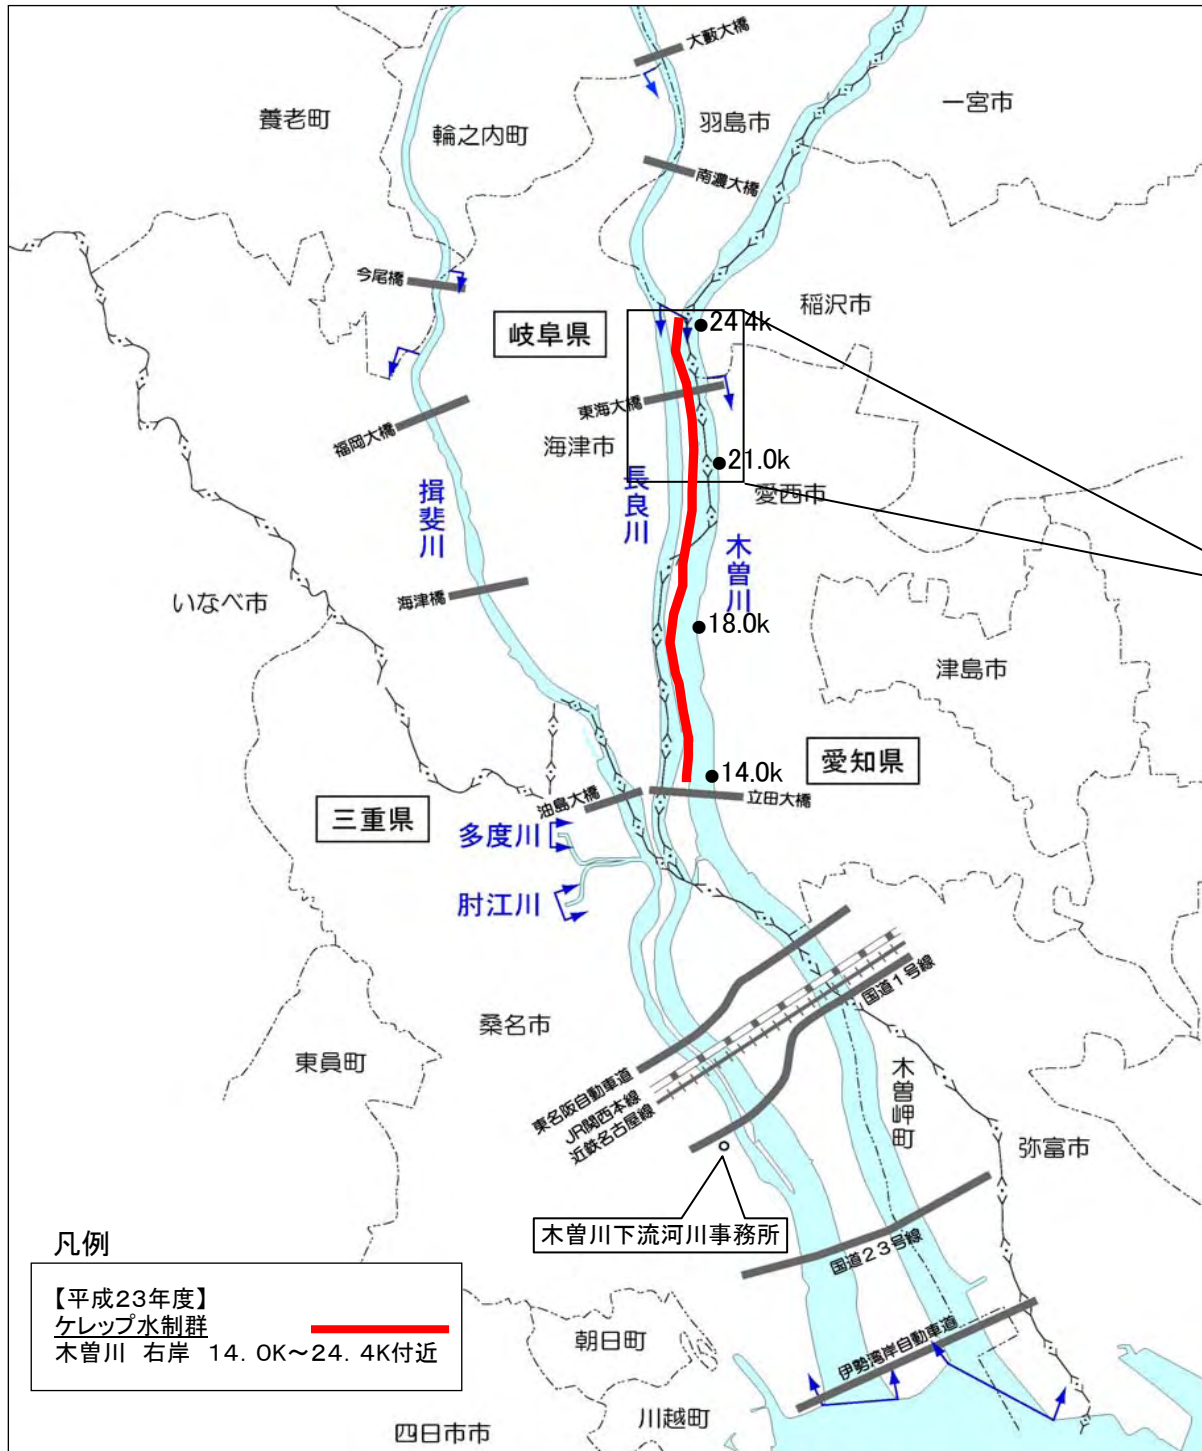 大藪大橋
一宮市
養老町
輪之内町
羽島市
南濃大橋
今尾橋
稲沢市
岐阜県
24.4k
東海大橋
福岡大橋
海津市
21.0k
愛西市
揖斐川
長良川
木曽川
海津橋
いなべ市
18.0k
津島市
愛知県
14.0k
油島大橋
立田大橋
三重県
多度川
肘江川
国道1号線
桑名市
東員町
東名阪自動車道
JR関西本線
近鉄名古屋線
木曽岬町
弥富市
木曽川下流河川事務所
国道23号線
凡例
【平成23年度】
ケレップ水制群
木曽川 右岸 14.0K～24.4K付近
朝日町
伊勢湾岸自動車道
川越町
四日市市